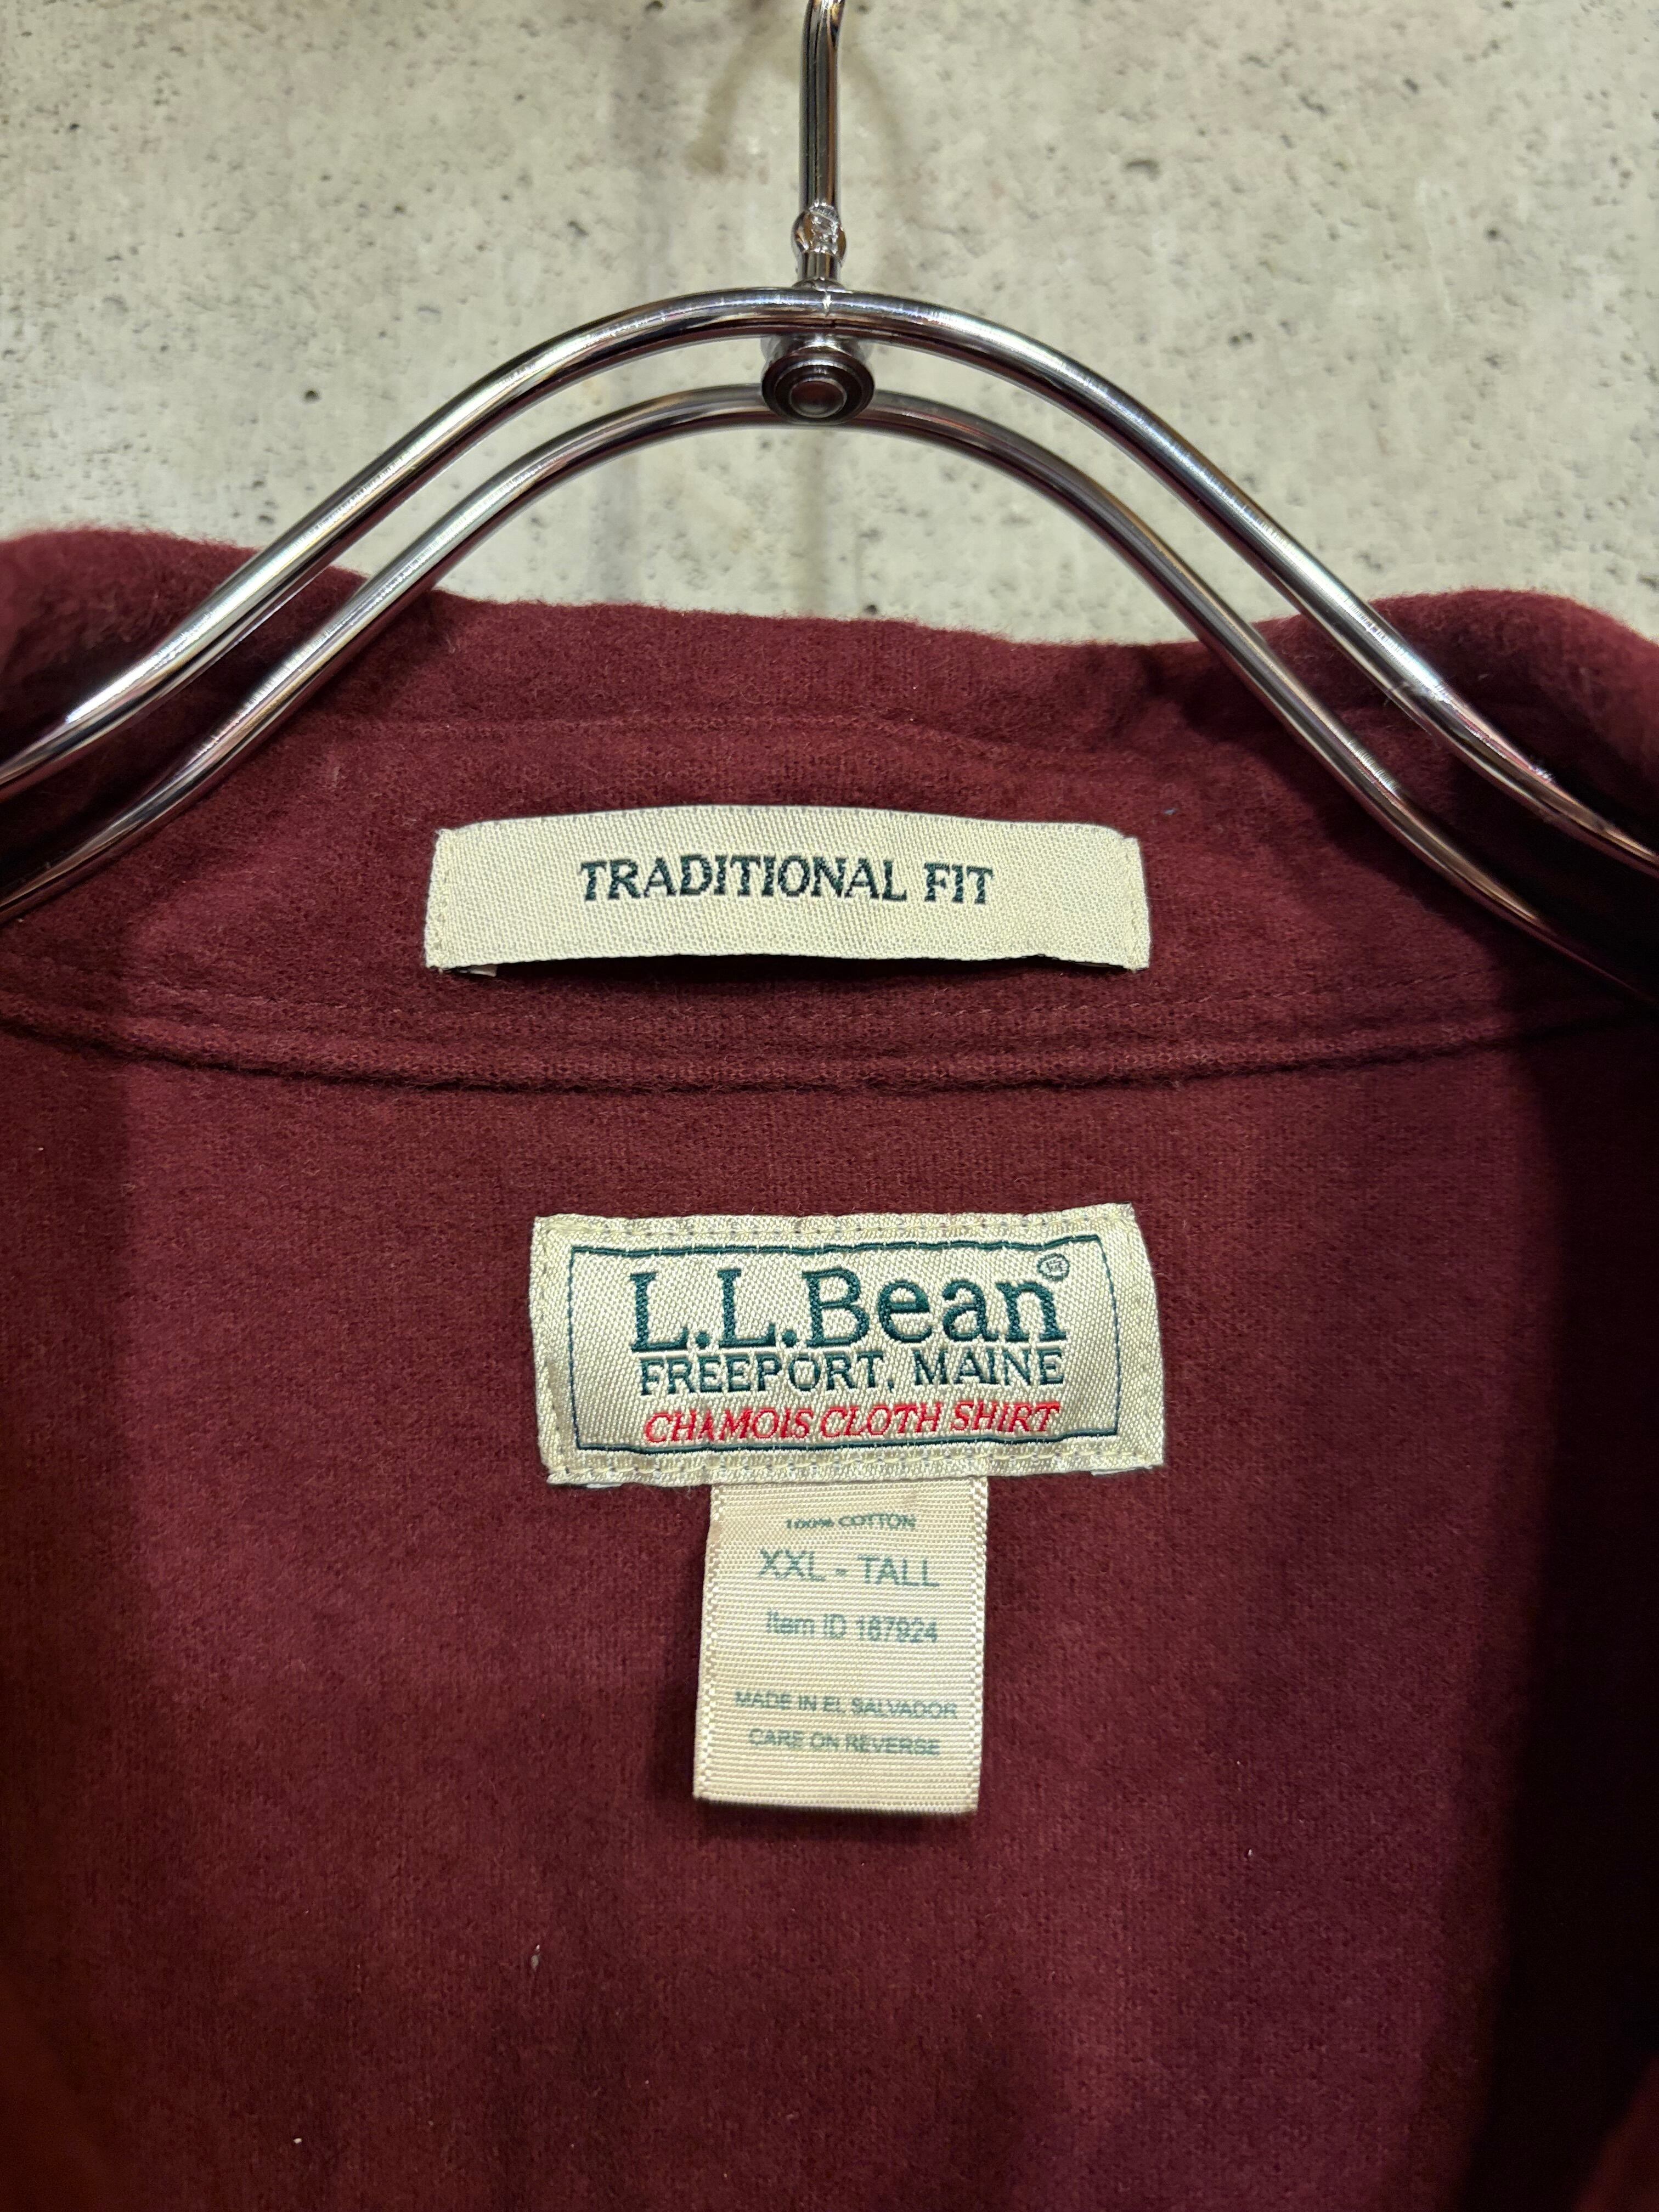 TRADITIONAL FIT
L.L.Bean®
FREEPORT, MAINE
CHAMOIS CLOTH SHIRT
100% COTTON
XXL - TALL
Item ID 187924
MADE IN EL SALVADOR
CARE ON REVERSE